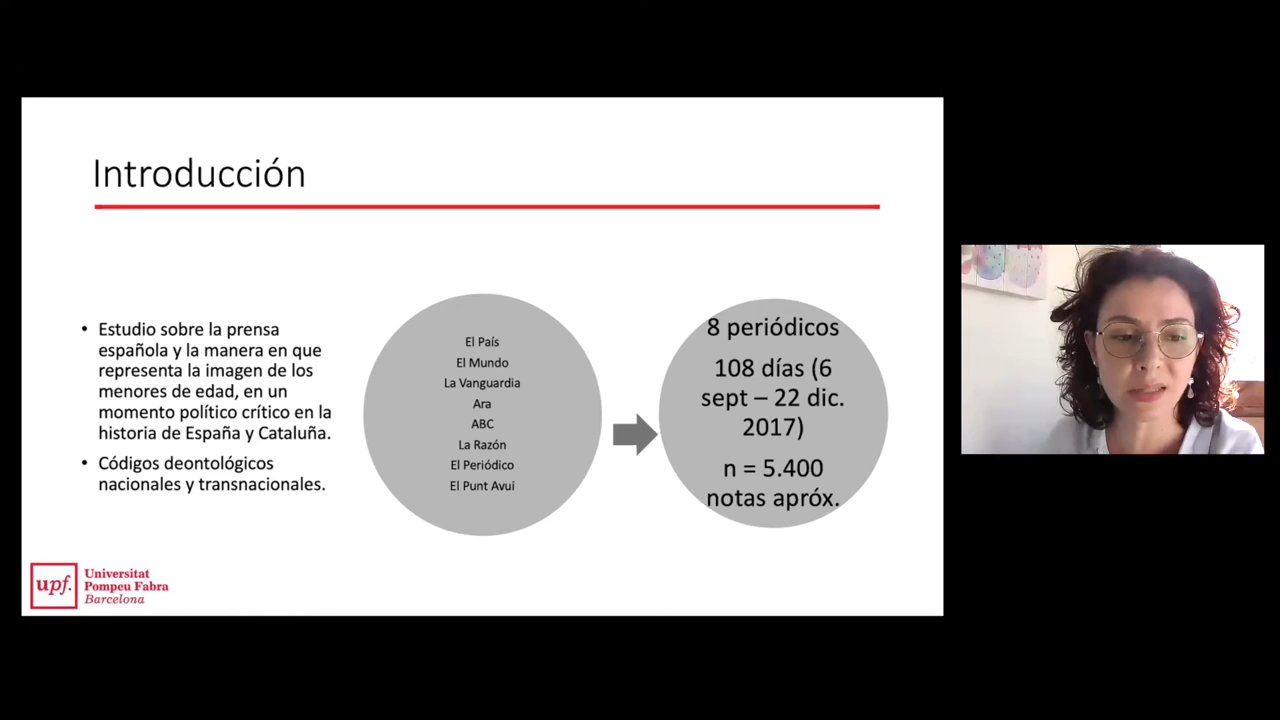 Introducción
• Estudio sobre la prensa
española y la manera en que
representa la imagen de los
menores de edad, en un
momento político crítico en la
historia de España y Cataluña.
• Códigos deontológicos
nacionales y transnacionales.
El País
El Mundo
La Vanguardia
Ara
ABC
La Razón
El Periódico
El Punt Avui
8 periódicos
108 días (6
sept – 22 dic.
2017)
n = 5.400
notas apróx.
upf.
Universitat
Pompeu Fabra
Barcelona